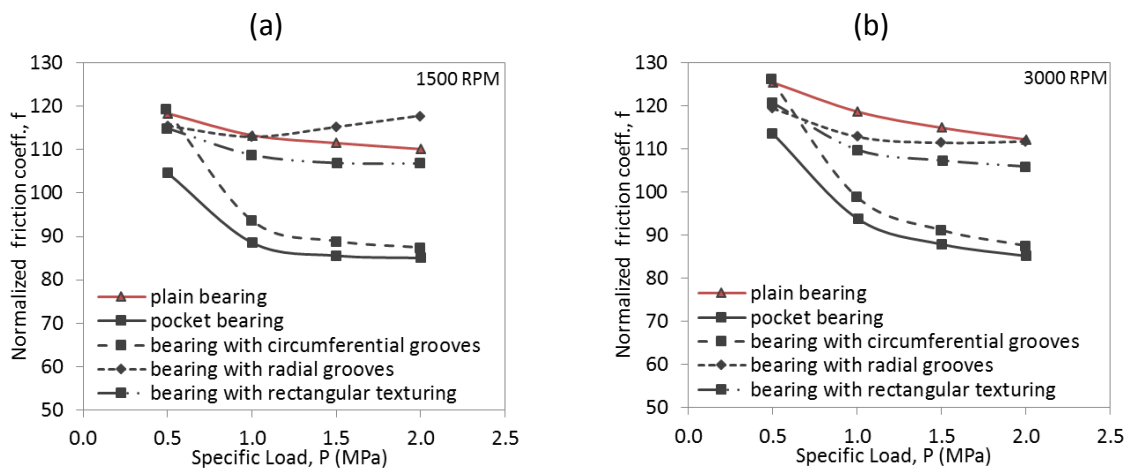 (a)
130
120
110
100
90
80
70
60
50
0.0 0.5 1.0 1.5 2.0 2.5
Normalized friction coeff., f
Specific Load, P (MPa)
1500 RPM
plain bearing
pocket bearing
bearing with circumferential grooves
bearing with radial grooves
bearing with rectangular texturing
(b)
130
120
110
100
90
80
70
60
50
0.0 0.5 1.0 1.5 2.0 2.5
Normalized friction coeff., f
Specific Load, P (MPa)
3000 RPM
plain bearing
pocket bearing
bearing with circumferential grooves
bearing with radial grooves
bearing with rectangular texturing